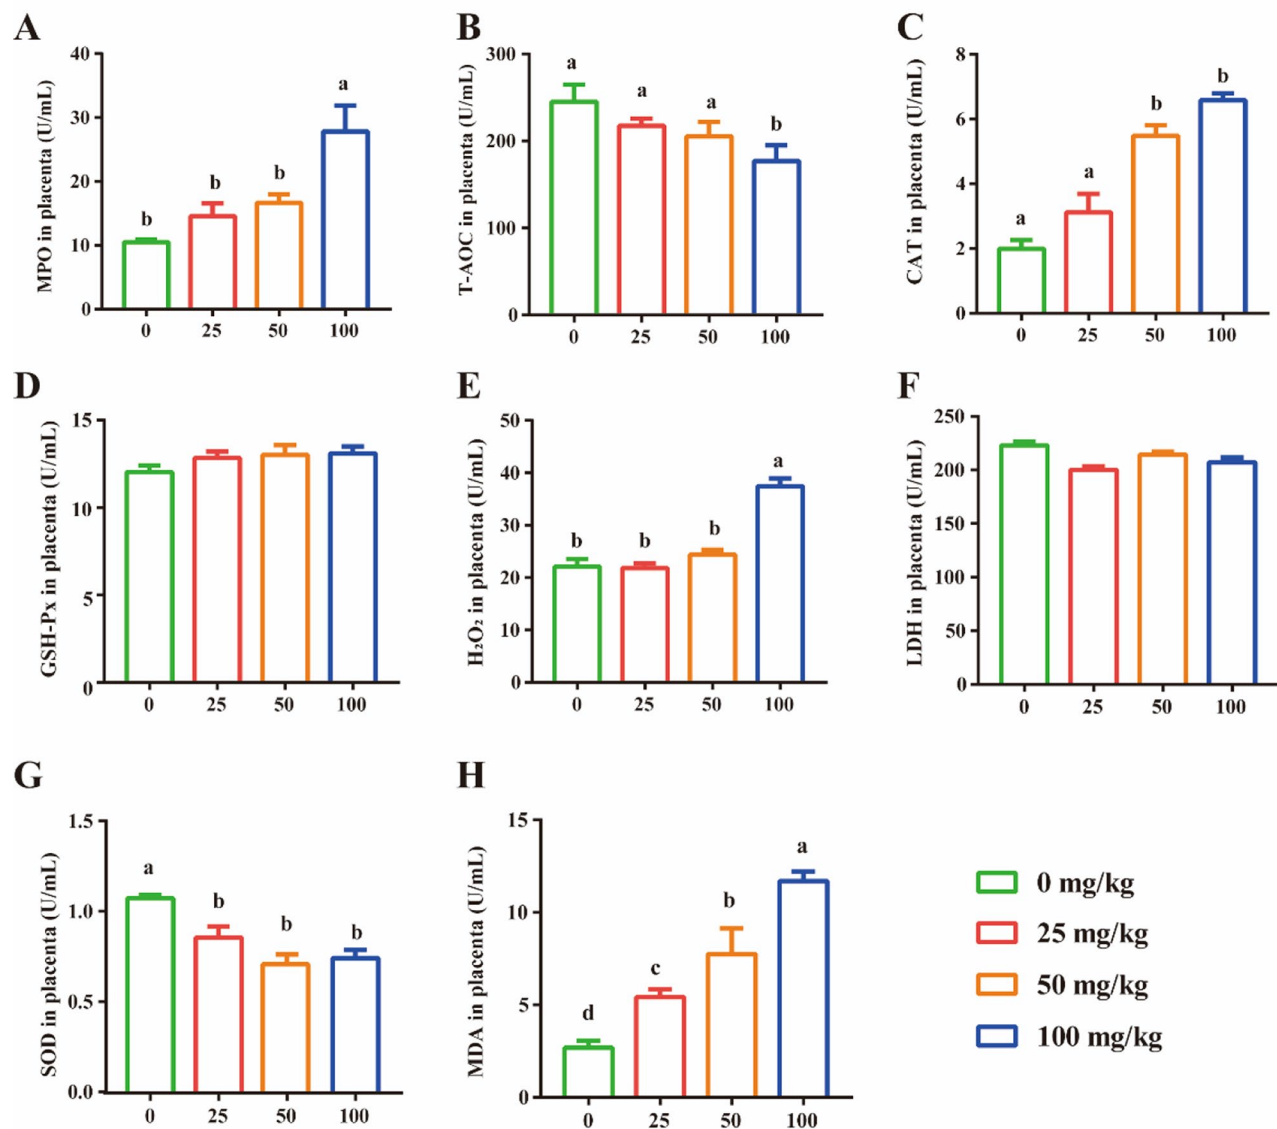 A
MPO in placenta (U/mL)
40
30
20
10
0
b
b
b
a
0 25 50 100
B
T-AOC in placenta (U/mL)
300
200
100
0
a
a
a
b
0 25 50 100
C
CAT in placenta (U/mL)
8
6
4
2
0
a
a
b
b
0 25 50 100
D
GSH-Px in placenta (U/mL)
15
10
5
0
0 25 50 100
E
H₂O₂ in placenta (U/mL)
50
40
30
20
10
0
b
b
b
a
0 25 50 100
F
LDH in placenta (U/mL)
250
200
150
100
50
0
0 25 50 100
G
SOD in placenta (U/mL)
1.5
1.0
0.5
0.0
a
b
b
b
0 25 50 100
H
MDA in placenta (U/mL)
15
10
5
0
d
c
b
a
0 25 50 100
0 mg/kg
25 mg/kg
50 mg/kg
100 mg/kg